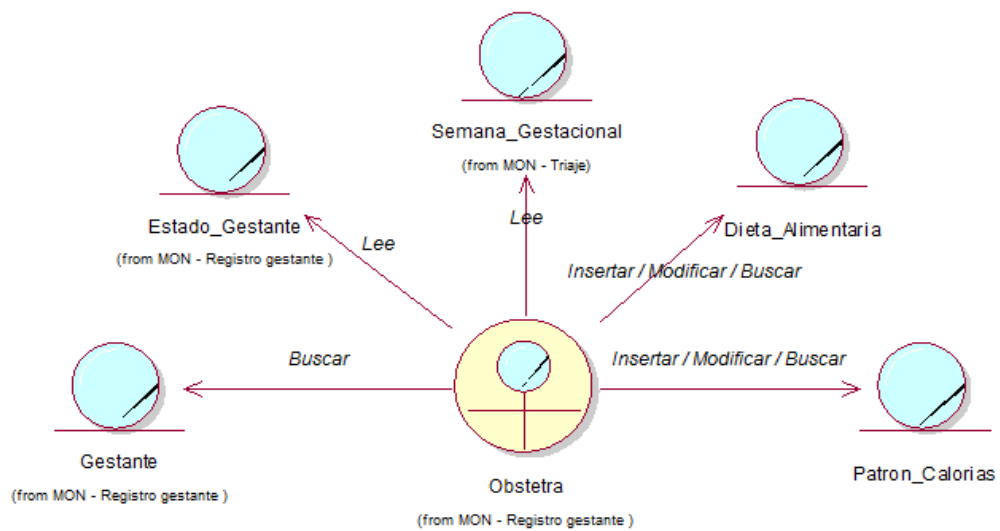 Semana_Gestacional
(from MON - Triaje)
Estado_Gestante
(from MON - Registro gestante )
Dieta_Alimentaria
Lee
Lee
Insertar / Modificar / Buscar
Buscar
Insertar / Modificar / Buscar
Gestante
(from MON - Registro gestante )
Obstetra
(from MON - Registro gestante )
Patron_Calorias